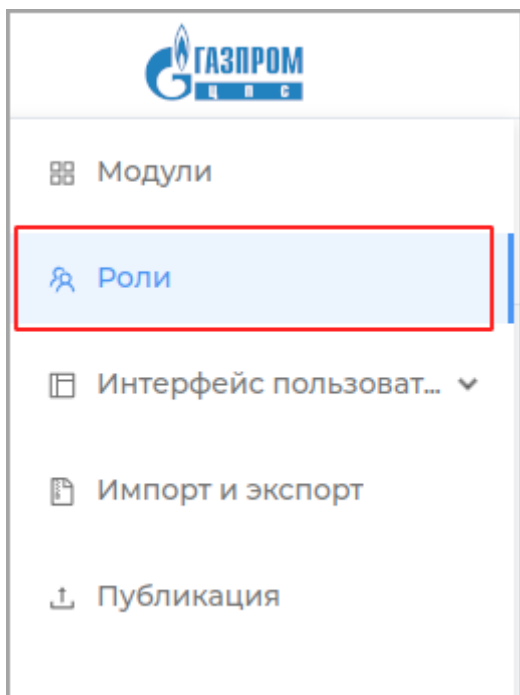 ГАЗПРОМ
ЦПС
Модули
Роли
Интерфейс пользоват...
Импорт и экспорт
Публикация